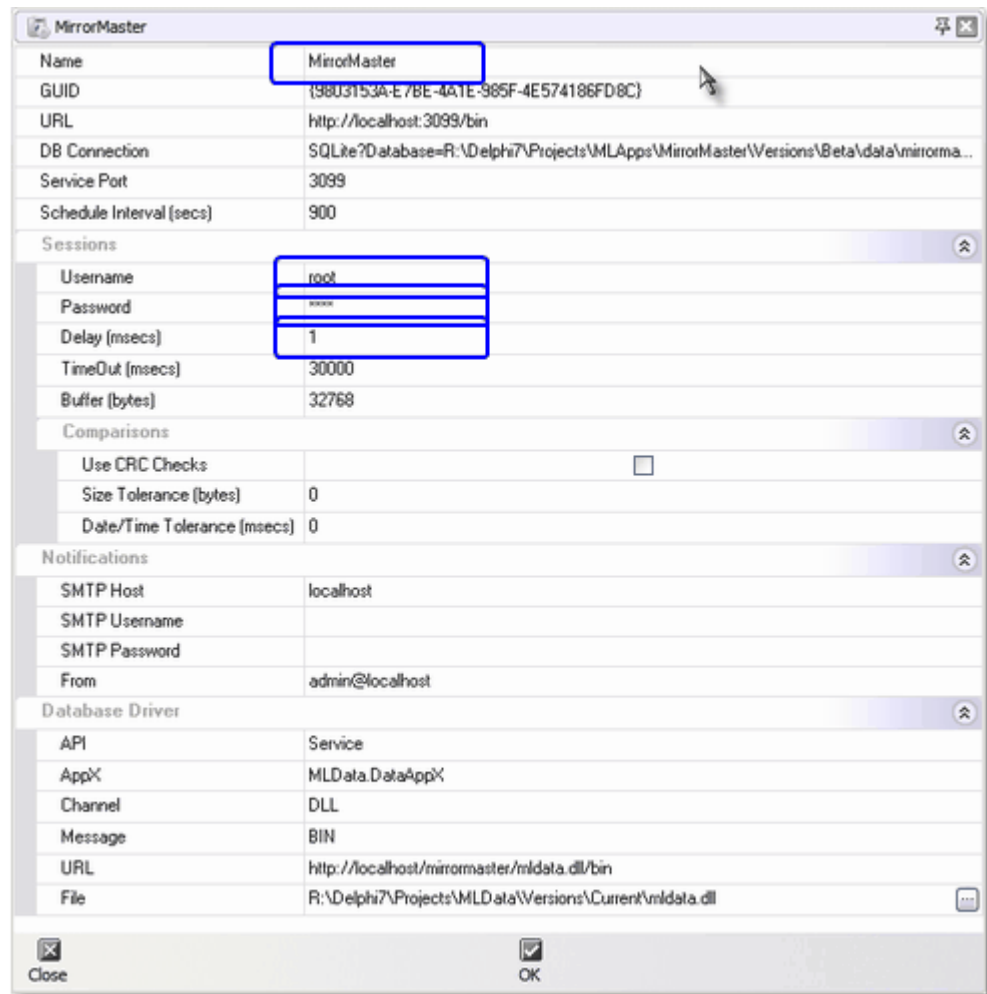 MirrorMaster
Name MirrorMaster
GUID {9803153A-E7BE-4A1E-985F-4E574186FD8C}
URL http://localhost:3099/bin
DB Connection SQLite?Database=R:\Delphi7\Projects\MLApps\MirrorMaster\Versions\Beta\data\mirrorma...
Service Port 3099
Schedule Interval (secs) 900
Sessions
Username root
Password ****
Delay (msecs) 1
TimeOut (msecs) 30000
Buffer (bytes) 32768
Comparisons
Use CRC Checks
Size Tolerance (bytes) 0
Date/Time Tolerance (msecs) 0
Notifications
SMTP Host localhost
SMTP Username
SMTP Password
From admin@localhost
Database Driver
API Service
AppX MLData.DataAppX
Channel DLL
Message BIN
URL http://localhost/mirrormaster/mldata.dll/bin
File R:\Delphi7\Projects\MLData\Versions\Current\mldata.dll ...
Close OK